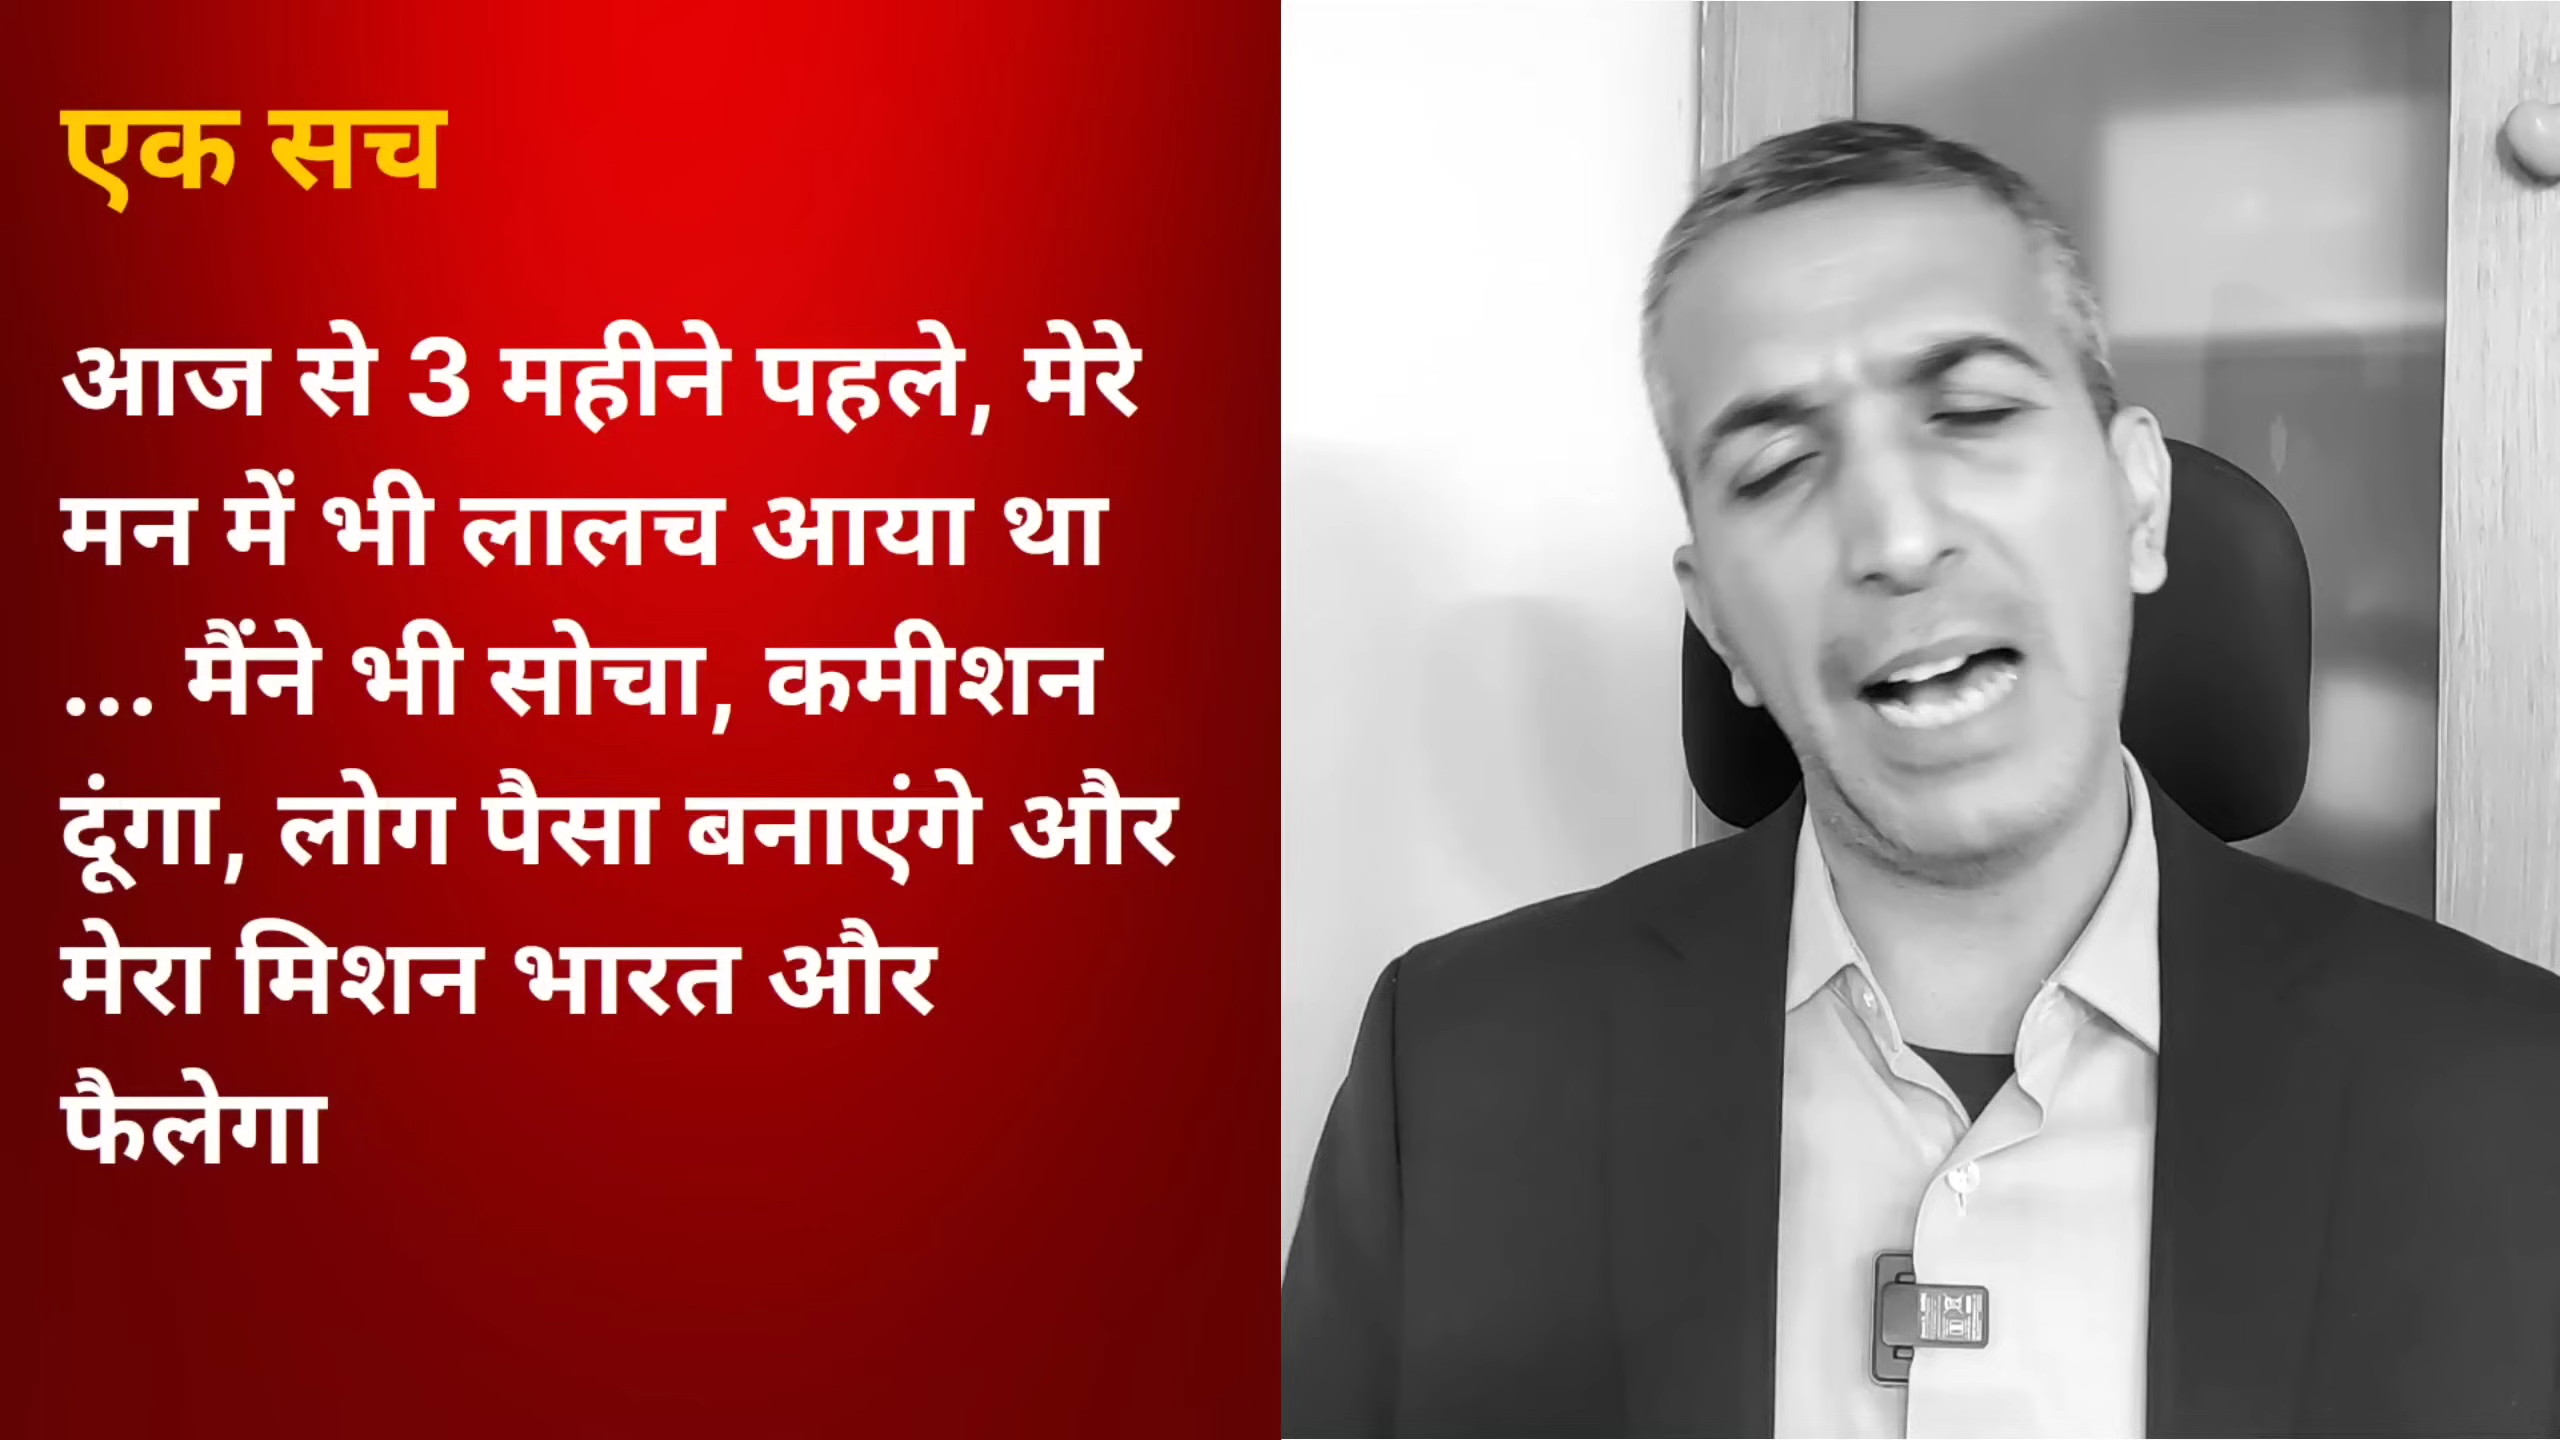 एक सच
आज से 3 महीने पहले, मेरे
मन में भी लालच आया था
... मैंने भी सोचा, कमीशन
दूंगा, लोग पैसा बनाएंगे और
मेरा मिशन भारत और
फैलेगा